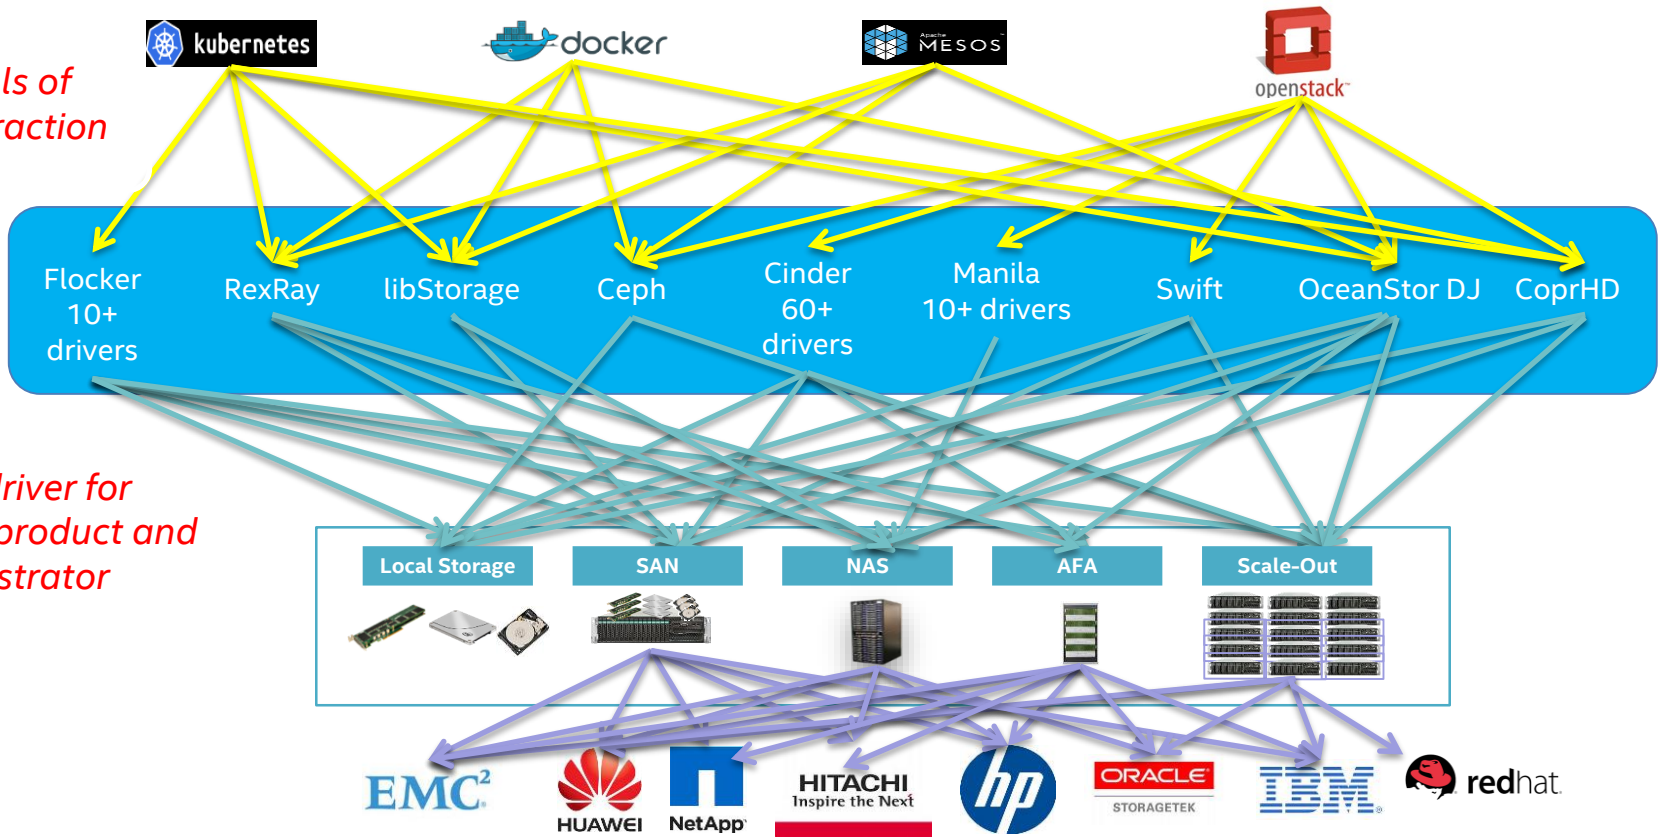 kubernetes
docker
Apache
MESOS
openstack
ls of
raction
Flocker
10+
drivers
RexRay
libStorage
Ceph
Cinder
60+
drivers
Manila
10+ drivers
Swift
OceanStor DJ
CoprHD
driver for
product and
strator
Local Storage
SAN
NAS
AFA
Scale-Out
EMC²
HUAWEI
NetApp
HITACHI
Inspire the Next
hp
ORACLE
STORAGETEK
IBM
redhat.